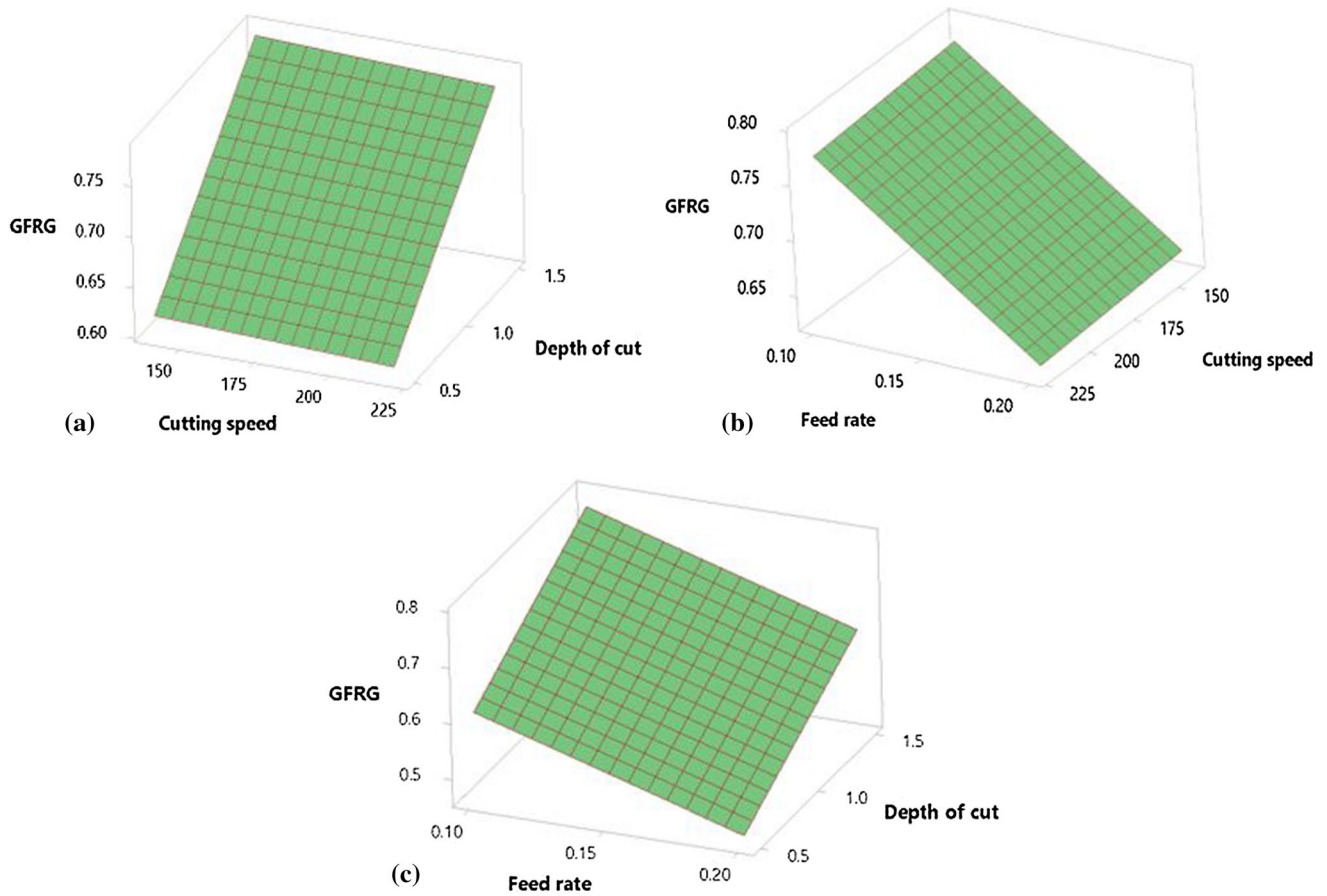 0.75
0.70
GFRG
0.65
0.60
150
175
200
225
0.5
1.0
1.5
Depth of cut
Cutting speed
(a)
0.80
0.75
GFRG
0.70
0.65
0.10
0.15
0.20
225
200
175
150
Cutting speed
Feed rate
(b)
0.8
0.7
GFRG
0.6
0.5
0.10
0.15
0.20
0.5
1.0
1.5
Depth of cut
Feed rate
(c)